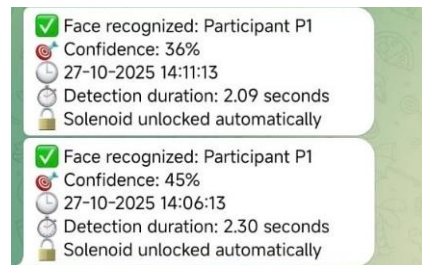 ✅ Face recognized: Participant P1
🎯 Confidence: 36%
🕒 27-10-2025 14:11:13
⏱ Detection duration: 2.09 seconds
🔓 Solenoid unlocked automatically
✅ Face recognized: Participant P1
🎯 Confidence: 45%
🕒 27-10-2025 14:06:13
⏱ Detection duration: 2.30 seconds
🔓 Solenoid unlocked automatically